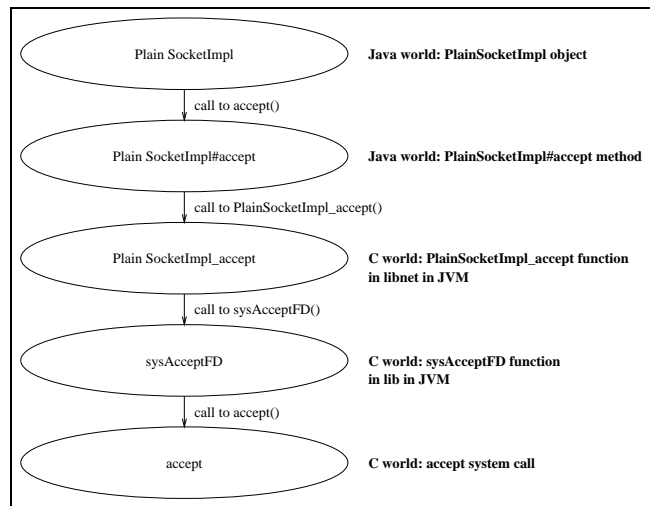 Plain SocketImpl
Java world: PlainSocketImpl object
call to accept()
Plain SocketImpl#accept
Java world: PlainSocketImpl#accept method
call to PlainSocketImpl_accept()
Plain SocketImpl_accept
C world: PlainSocketImpl_accept function
in libnet in JVM
call to sysAcceptFD()
sysAcceptFD
C world: sysAcceptFD function
in lib in JVM
call to accept()
accept
C world: accept system call